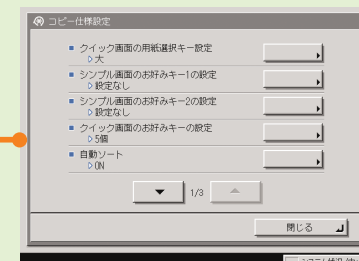 コピー仕様設定
クイック画面の用紙選択キー設定
大
シンプル画面のお好みキー1の設定
設定なし
シンプル画面のお好みキー2の設定
設定なし
クイック画面のお好みキーの設定
5個
自動ソート
ON
1/3
閉じる